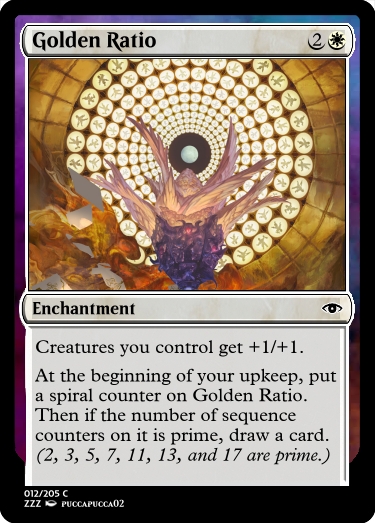 Golden Ratio 2
Enchantment
Creatures you control get +1/+1.
At the beginning of your upkeep, put
a spiral counter on Golden Ratio.
Then if the number of sequence
counters on it is prime, draw a card.
(2, 3, 5, 7, 11, 13, and 17 are prime.)
012/205 C
ZZZ PUCCAPUCCA02